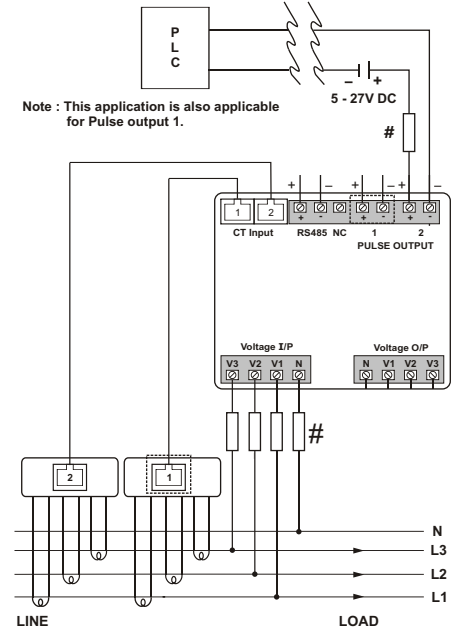 P
L
C
5 - 27V DC
Note : This application is also applicable
for Pulse output 1.
#
+ - + - + -
1 2
+ - + - + -
CT Input RS485 NC 1 2
PULSE OUTPUT
Voltage I/P Voltage O/P
V3 V2 V1 N N V1 V2 V3
#
2 1
N
L3
L2
L1
LINE LOAD